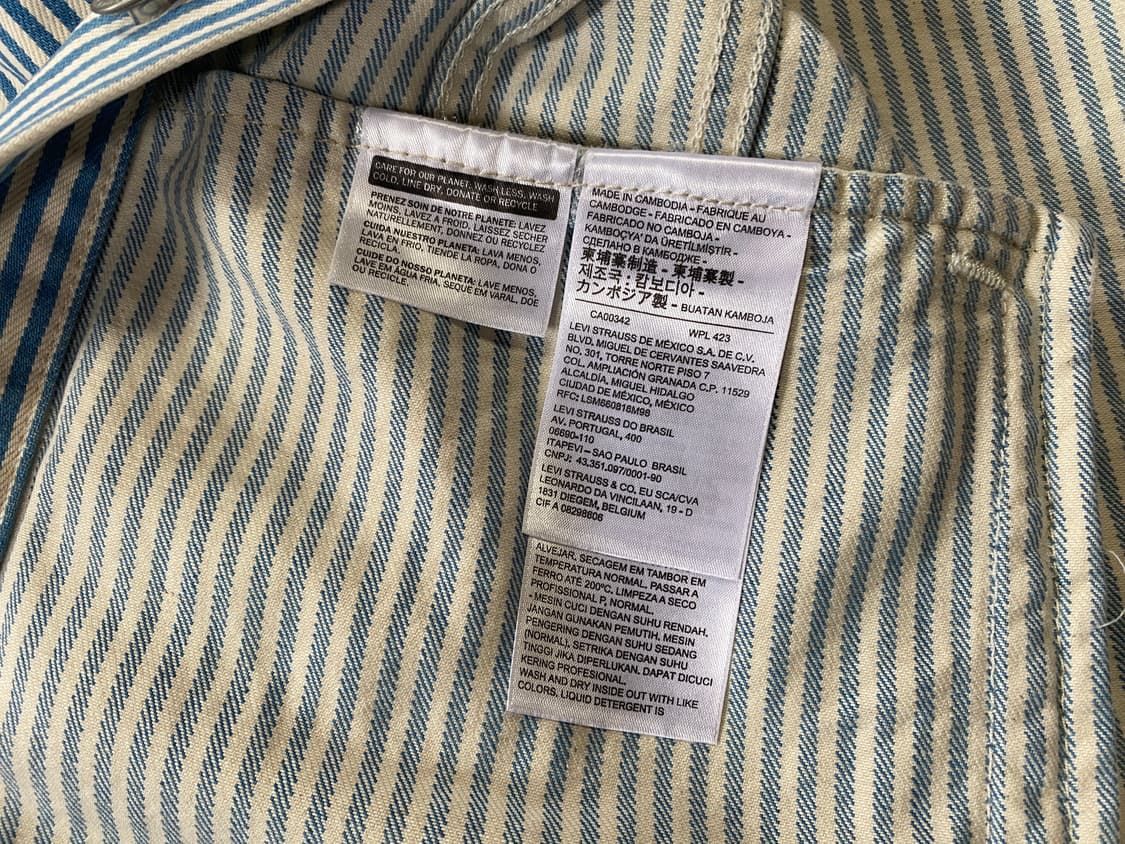 CARE FOR OUR PLANET: WASH LESS, WASH
COLD, LINE DRY, DONATE OR RECYCLE
PRENEZ SOIN DE NOTRE PLANETE: LAVEZ
MOINS, LAVEZ A FROID, LAISSEZ SECHER
NATURELLEMENT, DONNEZ OU RECYCLEZ
CUIDA NUESTRO PLANETA: LAVA MENOS,
LAVA EN FRIO, TIENDE LA ROPA, DONA O
RECICLA
CUIDE DO NOSSO PLANETA: LAVE MENOS,
LAVE EM ÁGUA FRIA, SEQUE EM VARAL, DOE
OU RECICLE.
MADE IN CAMBODIA - FABRIQUE AU
CAMBODGE - FABRICADO EN CAMBOYA -
FABRICADO NO CAMBOJA -
KAMBOÇYA' DA ÜRETİLMİSTİR -
СДЕЛАНО В КАМБОДЖЕ -
柬埔寨制造 - 柬埔寨製 -
제조국 : 캄보디아 -
カンボジア製 - BUATAN KAMBOJA
CA00342 WPL 423
LEVI STRAUSS DE MÉXICO S.A. DE C.V.
BLVD. MIGUEL DE CERVANTES SAAVEDRA
NO. 301, TORRE NORTE PISO 7
COL. AMPLIACIÓN GRANADA C.P. 11529
ALCALDÍA. MIGUEL HIDALGO
CIUDAD DE MÉXICO, MÉXICO
RFC: LSM660818M98
LEVI STRAUSS DO BRASIL
AV. PORTUGAL, 400
06690-110
ITAPEVI – SAO PAULO BRASIL
CNPJ: 43.351.097/0001-90
LEVI STRAUSS & CO. EU SCA/CVA
LEONARDO DA VINCILAAN, 19 - D
1831 DIEGEM, BELGIUM
CIF A 08298806
ALVEJAR, SECAGEM EM TAMBOR EM
TEMPERATURA NORMAL. PASSAR A
FERRO ATÉ 200ºC. LIMPEZA A SECO
PROFISSIONAL P, NORMAL.
- MESIN CUCI DENGAN SUHU RENDAH.
JANGAN GUNAKAN PEMUTIH. MESIN
PENGERING DENGAN SUHU SEDANG
(NORMAL), SETRIKA DENGAN SUHU
TINGGI JIKA DIPERLUKAN. DAPAT DICUCI
KERING PROFESIONAL.
WASH AND DRY INSIDE OUT WITH LIKE
COLORS. LIQUID DETERGENT IS